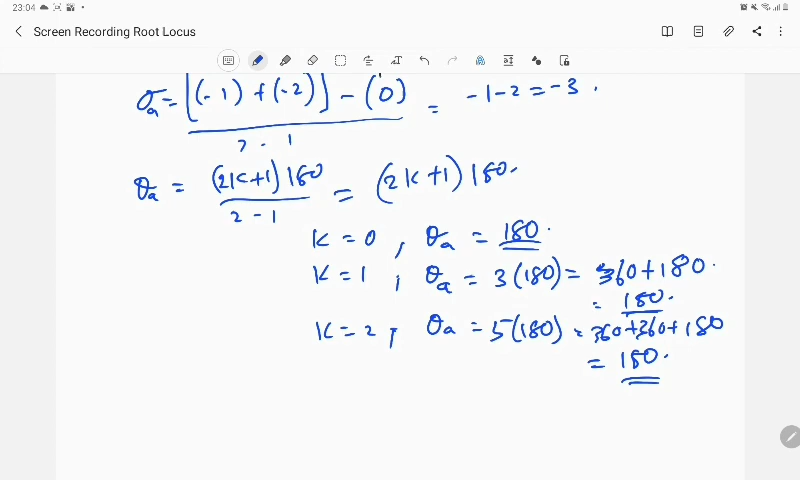 23:04
Screen Recording Root Locus
σₐ = [(-1) + (-2)] - (0) = -1-2 = -3 .
2 - 1
θₐ = (2K+1) 180 = (2K+1) 180.
2 - 1
K = 0 , θₐ = 180.
K = 1 , θₐ = 3(180) = 360+180.
= 180.
K = 2 , θₐ = 5(180) = 360+360+180
= 180.